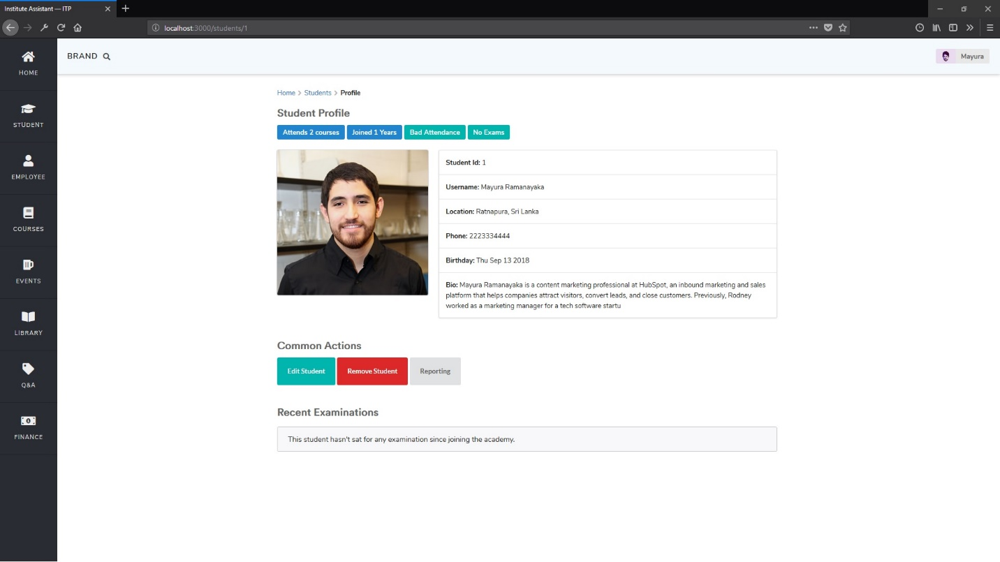 Institute Assistant — ITP
localhost:3000/students/1
BRAND
Mayura
HOME
STUDENT
EMPLOYEE
COURSES
EVENTS
LIBRARY
Q&A
FINANCE
Home > Students > Profile
Student Profile
Attends 2 courses Joined 1 Years Bad Attendance No Exams
Student Id: 1
Username: Mayura Ramanayaka
Location: Ratnapura, Sri Lanka
Phone: 2223334444
Birthday: Thu Sep 13 2018
Bio: Mayura Ramanayaka is a content marketing professional at HubSpot, an inbound marketing and sales
platform that helps companies attract visitors, convert leads, and close customers. Previously, Rodney
worked as a marketing manager for a tech software startu
Common Actions
Edit Student Remove Student Reporting
Recent Examinations
This student hasn't sat for any examination since joining the academy.